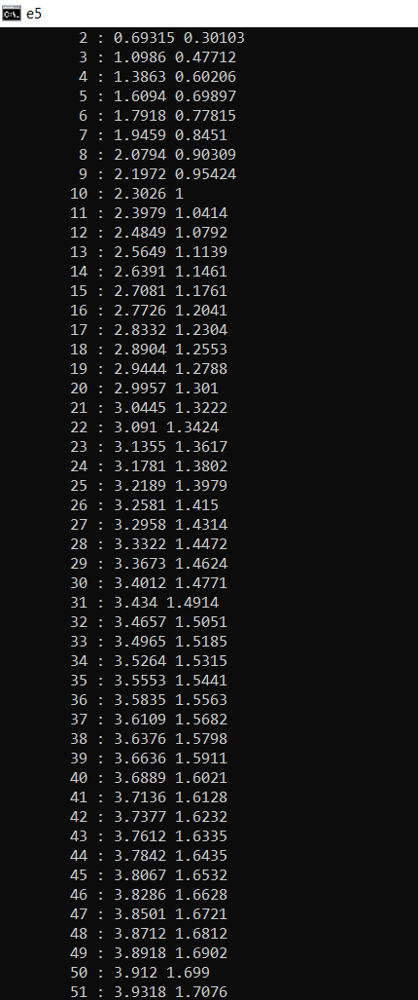 e5
2 : 0.69315 0.30103
3 : 1.0986 0.47712
4 : 1.3863 0.60206
5 : 1.6094 0.69897
6 : 1.7918 0.77815
7 : 1.9459 0.8451
8 : 2.0794 0.90309
9 : 2.1972 0.95424
10 : 2.3026 1
11 : 2.3979 1.0414
12 : 2.4849 1.0792
13 : 2.5649 1.1139
14 : 2.6391 1.1461
15 : 2.7081 1.1761
16 : 2.7726 1.2041
17 : 2.8332 1.2304
18 : 2.8904 1.2553
19 : 2.9444 1.2788
20 : 2.9957 1.301
21 : 3.0445 1.3222
22 : 3.091 1.3424
23 : 3.1355 1.3617
24 : 3.1781 1.3802
25 : 3.2189 1.3979
26 : 3.2581 1.415
27 : 3.2958 1.4314
28 : 3.3322 1.4472
29 : 3.3673 1.4624
30 : 3.4012 1.4771
31 : 3.434 1.4914
32 : 3.4657 1.5051
33 : 3.4965 1.5185
34 : 3.5264 1.5315
35 : 3.5553 1.5441
36 : 3.5835 1.5563
37 : 3.6109 1.5682
38 : 3.6376 1.5798
39 : 3.6636 1.5911
40 : 3.6889 1.6021
41 : 3.7136 1.6128
42 : 3.7377 1.6232
43 : 3.7612 1.6335
44 : 3.7842 1.6435
45 : 3.8067 1.6532
46 : 3.8286 1.6628
47 : 3.8501 1.6721
48 : 3.8712 1.6812
49 : 3.8918 1.6902
50 : 3.912 1.699
51 : 3.9318 1.7076